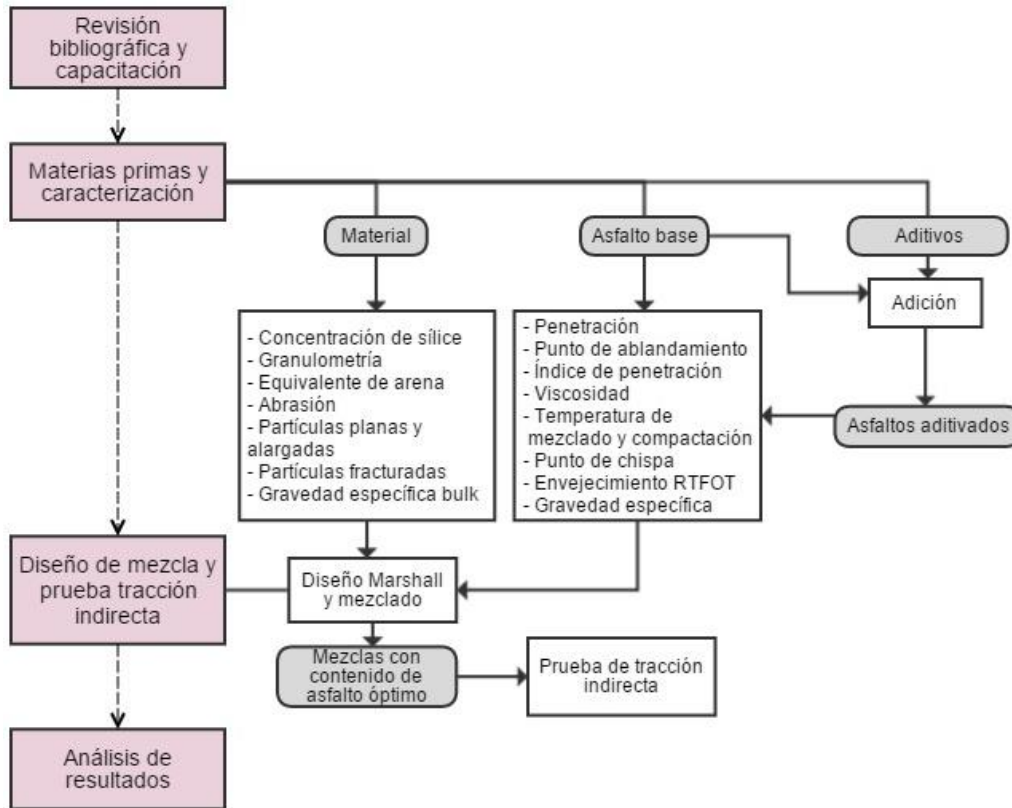 Revisión
bibliográfica y
capacitación
Materias primas y
caracterización
Material
Asfalto base
Aditivos
Adición
- Concentración de sílice
- Granulometría
- Equivalente de arena
- Abrasión
- Partículas planas y
alargadas
- Partículas fracturadas
- Gravedad específica bulk
- Penetración
- Punto de ablandamiento
- Índice de penetración
- Viscosidad
- Temperatura de
mezclado y compactación
- Punto de chispa
- Envejecimiento RTFOT
- Gravedad específica
Asfaltos aditivados
Diseño de mezcla y
prueba tracción
indirecta
Diseño Marshall
y mezclado
Mezclas con
contenido de
asfalto óptimo
Prueba de tracción
indirecta
Análisis de
resultados